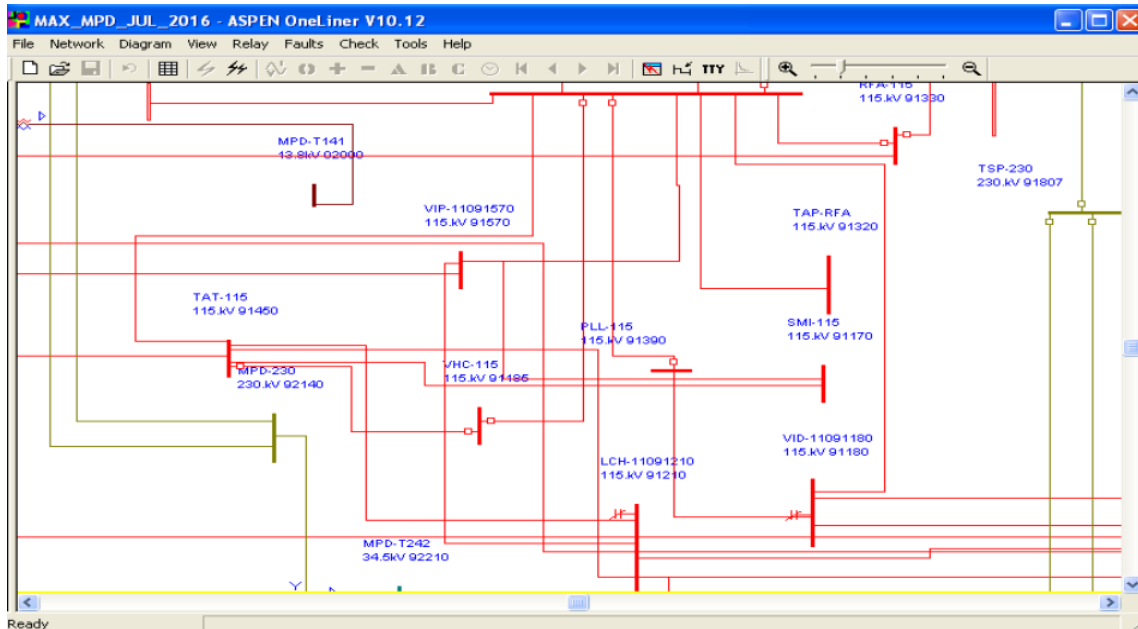 MAX_MPD_JUL_2016 - ASPEN OneLiner V10.12
File Network Diagram View Relay Faults Check Tools Help
TTY
RFA-115
115.kV 91330
MPD-T141
13.8kV 02000
TSP-230
230.kV 91807
VIP-11091570
115.kV 91570
TAP-RFA
115.kV 91320
TAT-115
115.kV 91450
PLL-115
115.kV 91390
SMI-115
115.kV 91170
MPD-230
230.kV 92140
VHC-115
115.kV 91185
VID-11091180
115.kV 91180
LCH-11091210
115.kV 91210
MPD-T242
34.5kV 92210
Ready